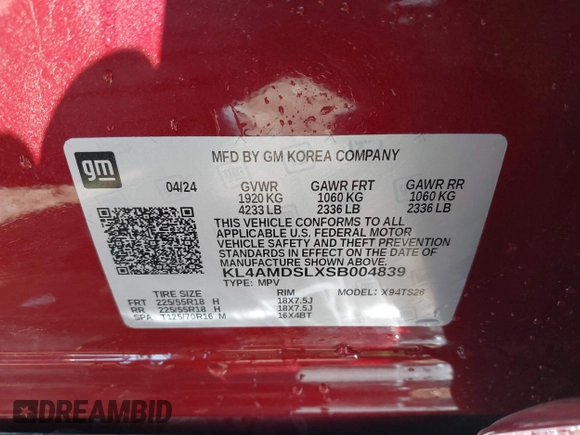 gm
MFD BY GM KOREA COMPANY
04/24 GVWR GAWR FRT GAWR RR
1920 KG 1060 KG 1060 KG
4233 LB 2336 LB 2336 LB
THIS VEHICLE CONFORMS TO ALL
APPLICABLE U.S. FEDERAL MOTOR
VEHICLE SAFETY AND THEFT PREVENTION
STANDARDS IN EFFECT ON THE DATE OF
MANUFACTURE SHOWN ABOVE.
KL4AMDSLXSB004839
TYPE: MPV
TIRE SIZE RIM MODEL: X94TS26
FRT 225/55R18 H 18X7.5J
RR 225/55R18 H 18X7.5J
SPA T125/70R16 M 16X4BT
DREAMBID